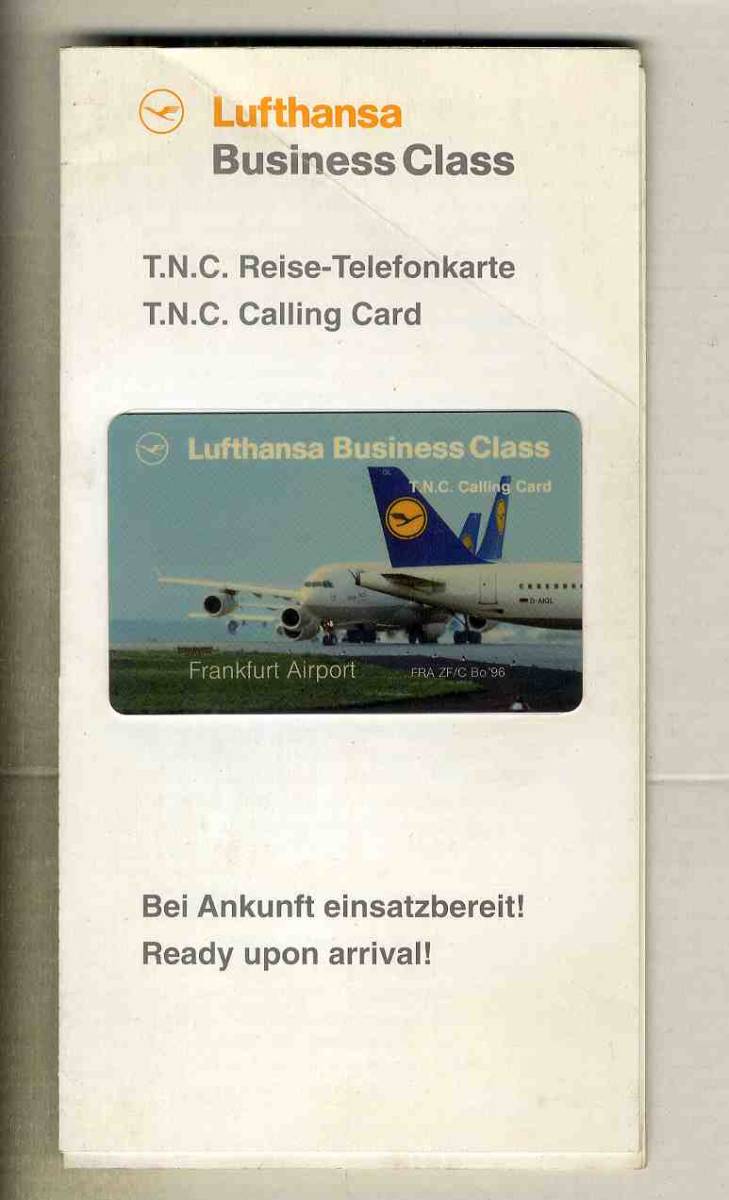 Lufthansa
Business Class
T.N.C. Reise-Telefonkarte
T.N.C. Calling Card
Lufthansa Business Class
T.N.C. Calling Card
D-AIQL
Frankfurt Airport
FRA ZF/C Bo'96
Bei Ankunft einsatzbereit!
Ready upon arrival!